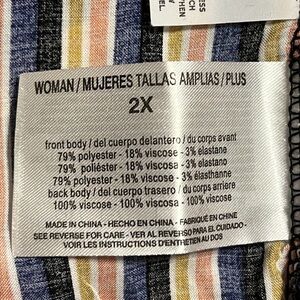 WOMAN / MUJERES TALLAS AMPLIAS / PLUS
2X
front body / del cuerpo delantero / du corps avant
79% polyester - 18% viscose - 3% elastane
79% poliéster - 18% viscosa - 3% elastano
79% polyester - 18% viscose - 3% élasthanne
back body / del cuerpo trasero / du corps arriere
100% viscose - 100% viscosa - 100% viscose
MADE IN CHINA - HECHO EN CHINA - FABRIQUÉ EN CHINE
SEE REVERSE FOR CARE - VER AL REVERSO PARA EL CUIDADO -
VOIR LES INSTRUCTIONS D'ENTRETIEN AU DOS